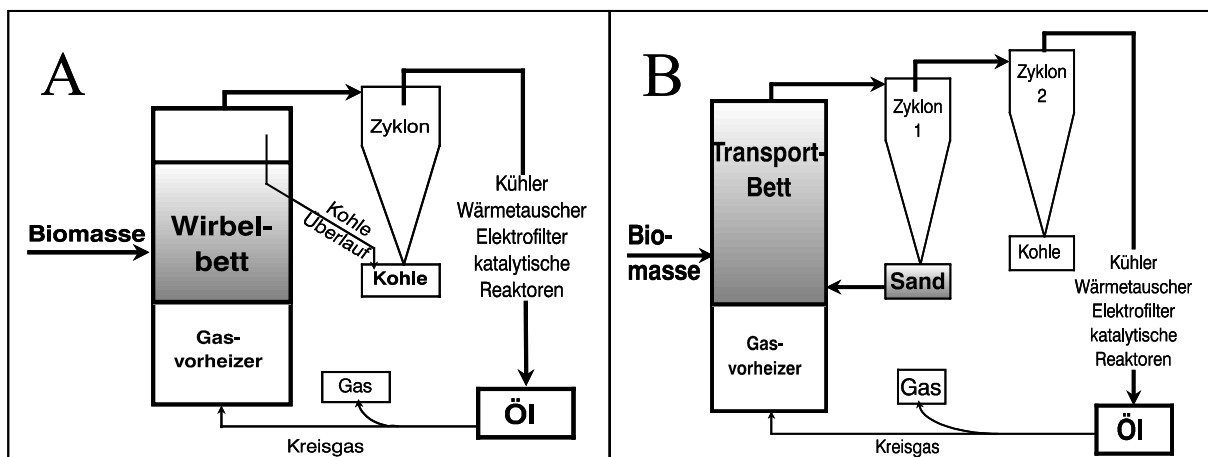 A
Zyklon
Kohle
Überlauf
Wirbel-
bett
Biomasse
Kohle
Gas-
vorheizer
Kühler
Wärmetauscher
Elektrofilter
katalytische
Reaktoren
Gas
Öl
Kreisgas
B
Zyklon
1
Zyklon
2
Transport-
Bett
Bio-
masse
Sand
Kohle
Gas-
vorheizer
Kühler
Wärmetauscher
Elektrofilter
katalytische
Reaktoren
Gas
Öl
Kreisgas